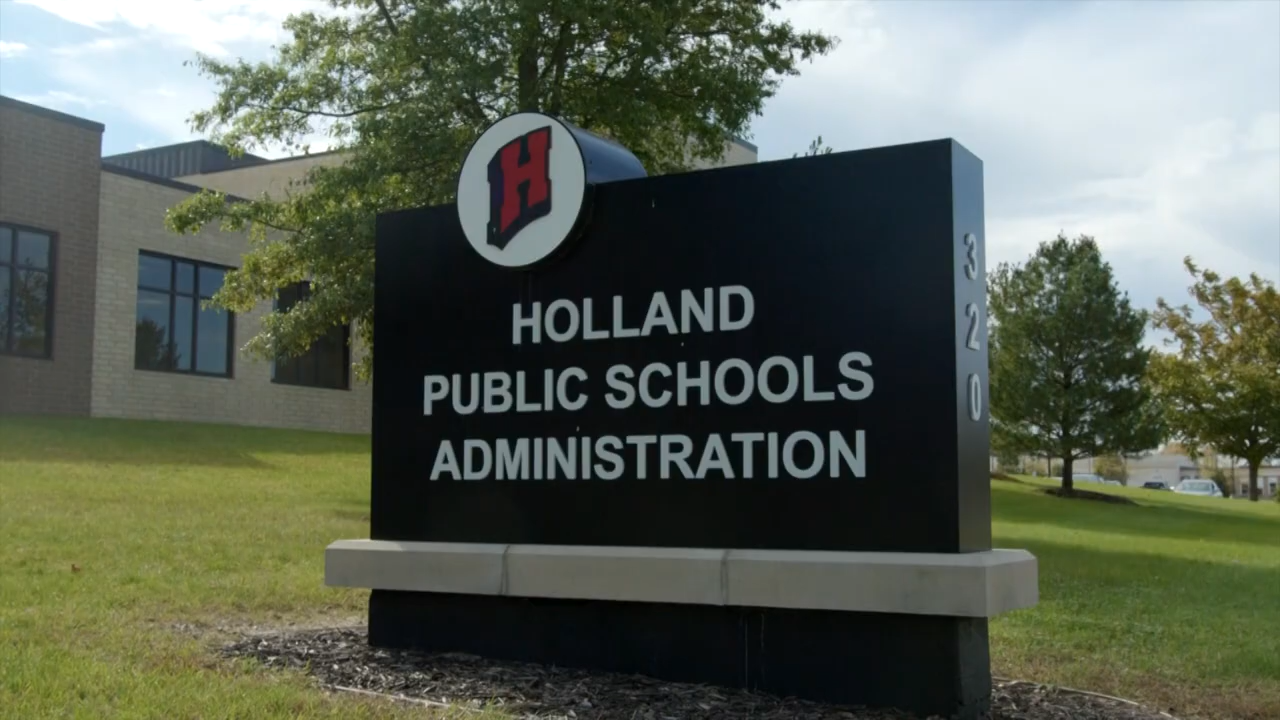 H
HOLLAND
PUBLIC SCHOOLS
ADMINISTRATION
320